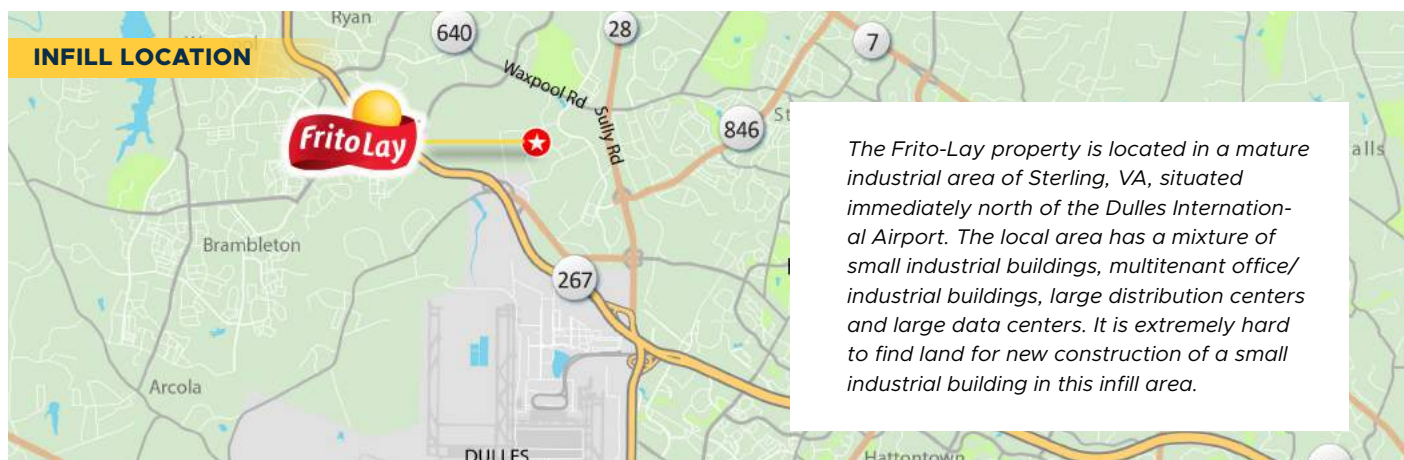 Ryan
640
28
7
INFILL LOCATION
Waxpool Rd
Sully Rd
846
FritoLay
The Frito-Lay property is located in a mature
industrial area of Sterling, VA, situated
immediately north of the Dulles Internation-
al Airport. The local area has a mixture of
small industrial buildings, multitenant office/
industrial buildings, large distribution centers
and large data centers. It is extremely hard
to find land for new construction of a small
industrial building in this infill area.
Brambleton
267
Arcola
DULLES
Hattontown